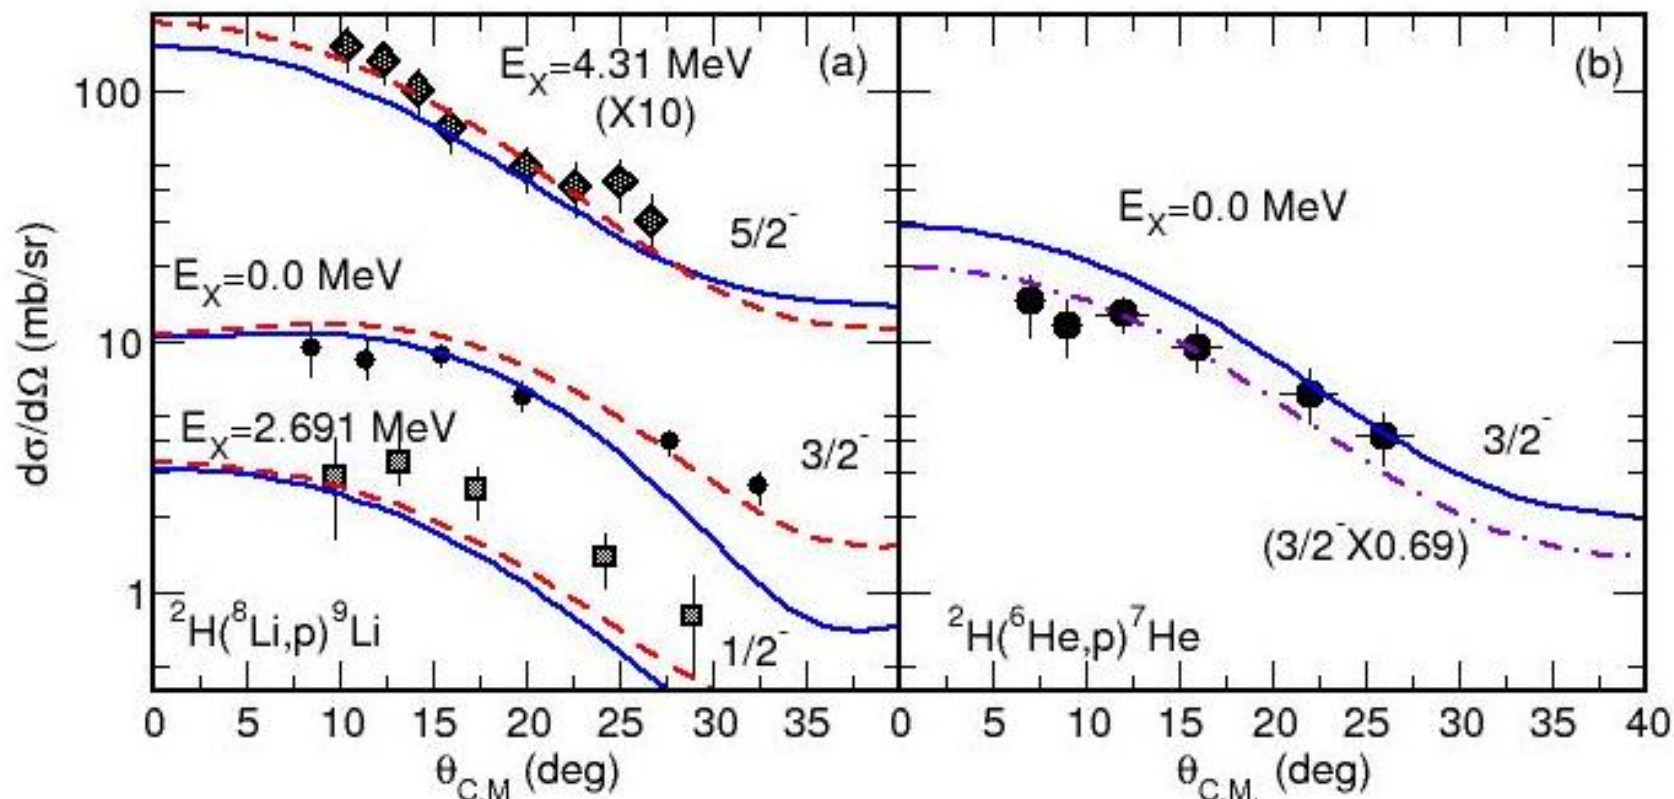 dσ/dΩ (mb/sr)
100
10
1
E_X=4.31 MeV
(X10)
(a)
5/2⁻
E_X=0.0 MeV
3/2⁻
E_X=2.691 MeV
1/2⁻
²H(⁸Li,p)⁹Li
0 5 10 15 20 25 30
θ_C.M (deg)
(b)
E_X=0.0 MeV
3/2⁻
(3/2⁻X0.69)
²H(⁶He,p)⁷He
0 5 10 15 20 25 30 35 40
θ_C.M. (deg)